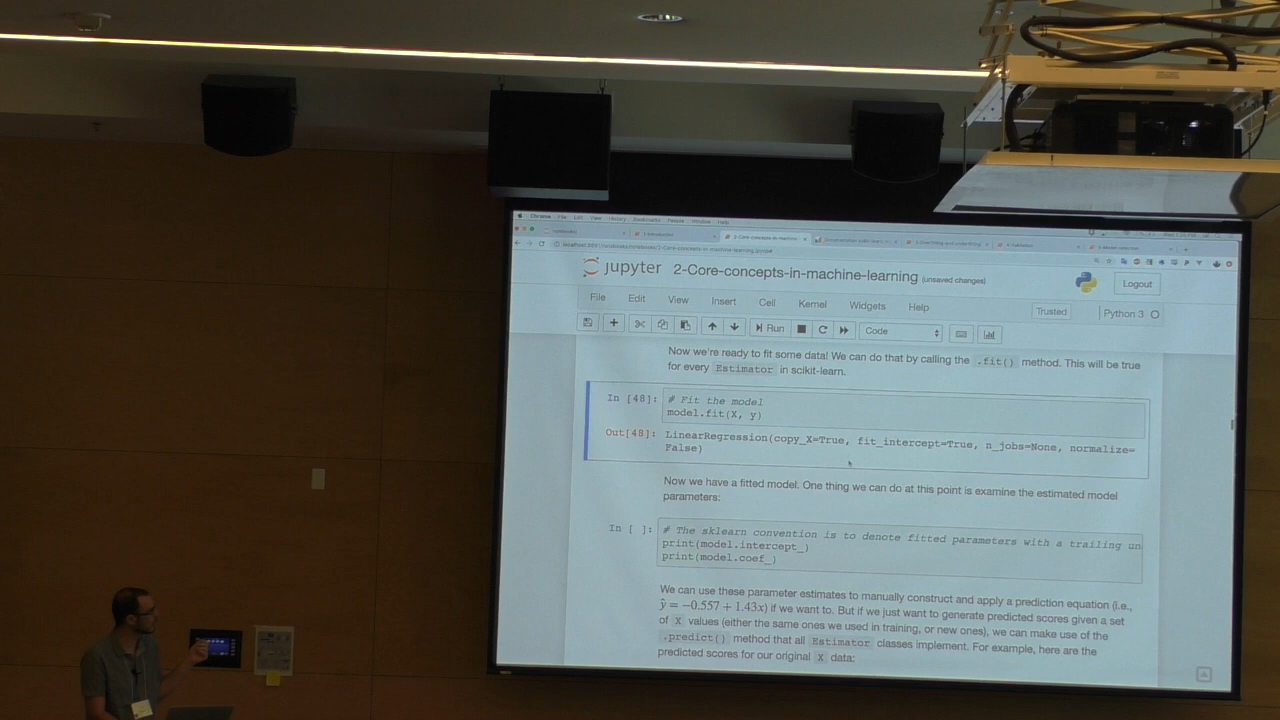 Chrome File Edit View History Bookmarks People Window Help
jupyter 2-Core-concepts-in-machine-learning (unsaved changes)
Logout
File Edit View Insert Cell Kernel Widgets Help
Trusted Python 3
Run Code
Now we're ready to fit some data! We can do that by calling the .fit() method. This will be true
for every Estimator in scikit-learn.
In [48]: # Fit the model
model.fit(X, y)
Out[48]: LinearRegression(copy_X=True, fit_intercept=True, n_jobs=None, normalize=
False)
Now we have a fitted model. One thing we can do at this point is examine the estimated model
parameters:
In [ ]: # The sklearn convention is to denote fitted parameters with a trailing un
print(model.intercept_)
print(model.coef_)
We can use these parameter estimates to manually construct and apply a prediction equation (i.e.,
ŷ = −0.557 + 1.43x) if we want to. But if we just want to generate predicted scores given a set
of X values (either the same ones we used in training, or new ones), we can make use of the
.predict() method that all Estimator classes implement. For example, here are the
predicted scores for our original X data: